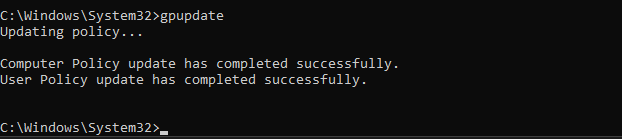 C:\Windows\System32>gpupdate
Updating policy...
Computer Policy update has completed successfully.
User Policy update has completed successfully.
C:\Windows\System32>